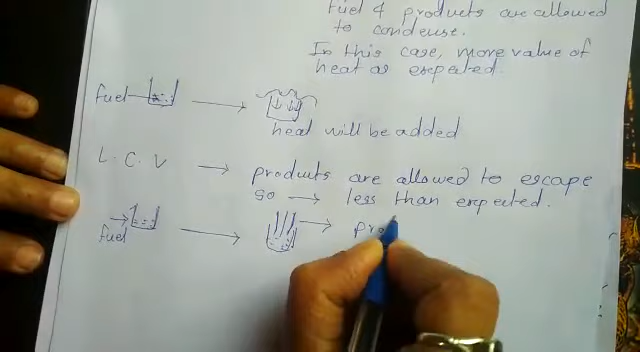 fuel & products are allowed
to condense.
In this case, more value of
heat as expected.
fuel
heat will be added
L. C. V → products are allowed to escape
so → less than expected.
fuel
pro